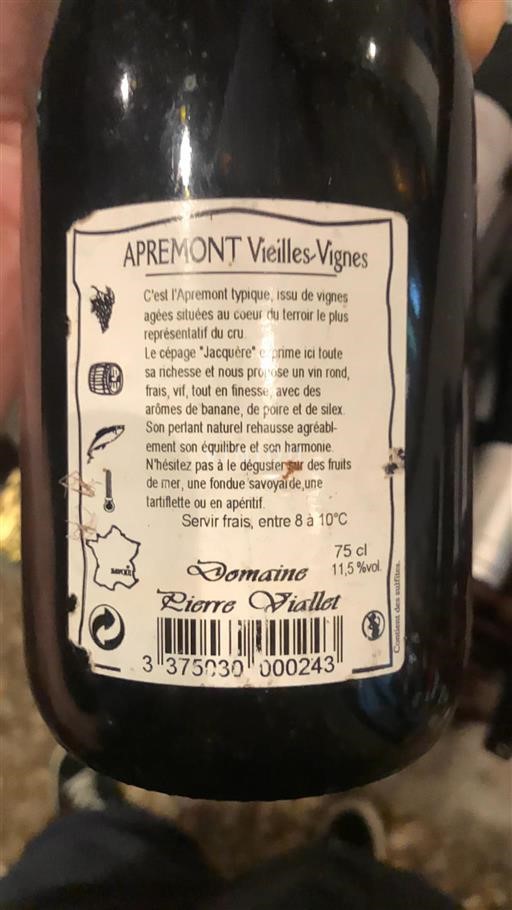 APREMONT Vieilles-Vignes
C'est l'Apremont typique, issu de vignes
agées situées au coeur du terroir le plus
représentatif du cru.
Le cépage "Jacquère" exprime ici toute
sa richesse et nous propose un vin rond,
frais, vif, tout en finesse, avec des
arômes de banane, de poire et de silex.
Son perlant naturel rehausse agréabl-
ement son équilibre et son harmonie.
N'hésitez pas à le déguster sur des fruits
de mer, une fondue savoyarde,une
tartiflette ou en apéritif.
Servir frais, entre 8 à 10°C
75 cl
11,5 %vol.
Domaine
Pierre Viallet
SAVOIE
Contient des sulfites.
3 375030 000243